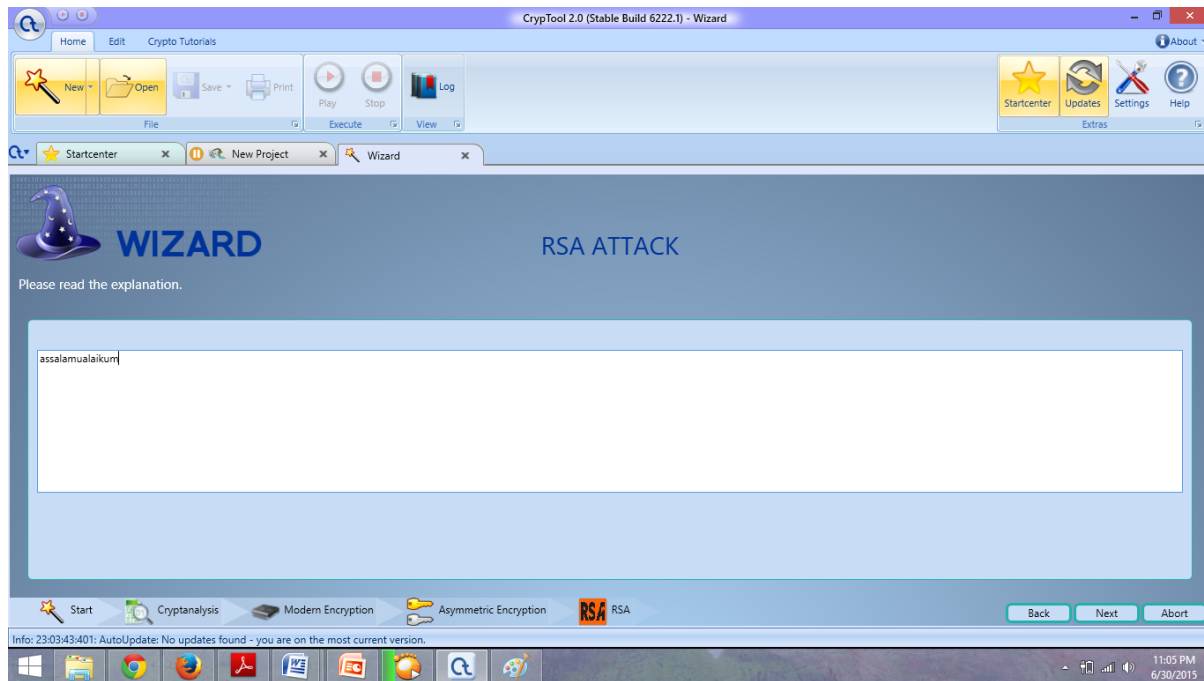 CrypTool 2.0 (Stable Build 6222.1) - Wizard
Home Edit Crypto Tutorials About
New Open Save Print Play Stop Log Startcenter Updates Settings Help
File Execute View Extras
Startcenter New Project Wizard
WIZARD
RSA ATTACK
Please read the explanation.
assalamualaikum
Start Cryptanalysis Modern Encryption Asymmetric Encryption RSA RSA Back Next Abort
Info: 23:03:43:401: AutoUpdate: No updates found - you are on the most current version.
11:05 PM
6/30/2015